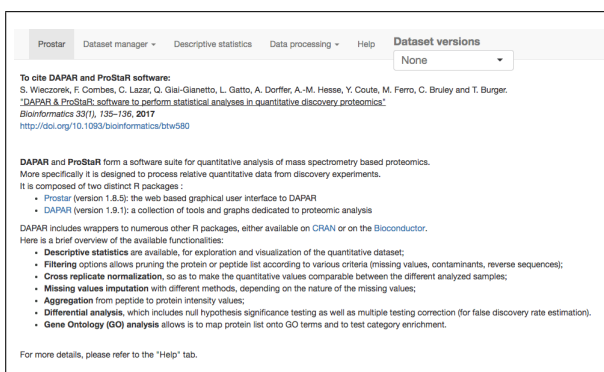 Prostar Dataset manager Descriptive statistics Data processing Help Dataset versions
None
To cite DAPAR and ProStaR software:
S. Wieczorek, F. Combes, C. Lazar, Q. Giai-Gianetto, L. Gatto, A. Dorffer, A.-M. Hesse, Y. Coute, M. Ferro, C. Bruley and T. Burger.
"DAPAR & ProStaR: software to perform statistical analyses in quantitative discovery proteomics"
Bioinformatics 33(1), 135–136, 2017
http://doi.org/10.1093/bioinformatics/btw580
DAPAR and ProStaR form a software suite for quantitative analysis of mass spectrometry based proteomics.
More specifically it is designed to process relative quantitative data from discovery experiments.
It is composed of two distinct R packages :
• Prostar (version 1.8.5): the web based graphical user interface to DAPAR
• DAPAR (version 1.9.1): a collection of tools and graphs dedicated to proteomic analysis
DAPAR includes wrappers to numerous other R packages, either available on CRAN or on the Bioconductor.
Here is a brief overview of the available functionalities:
• Descriptive statistics are available, for exploration and visualization of the quantitative dataset;
• Filtering options allows pruning the protein or peptide list according to various criteria (missing values, contaminants, reverse sequences);
• Cross replicate normalization, so as to make the quantitative values comparable between the different analyzed samples;
• Missing values imputation with different methods, depending on the nature of the missing values;
• Aggregation from peptide to protein intensity values;
• Differential analysis, which includes null hypothesis significance testing as well as multiple testing correction (for false discovery rate estimation).
• Gene Ontology (GO) analysis allows is to map protein list onto GO terms and to test category enrichment.
For more details, please refer to the "Help" tab.